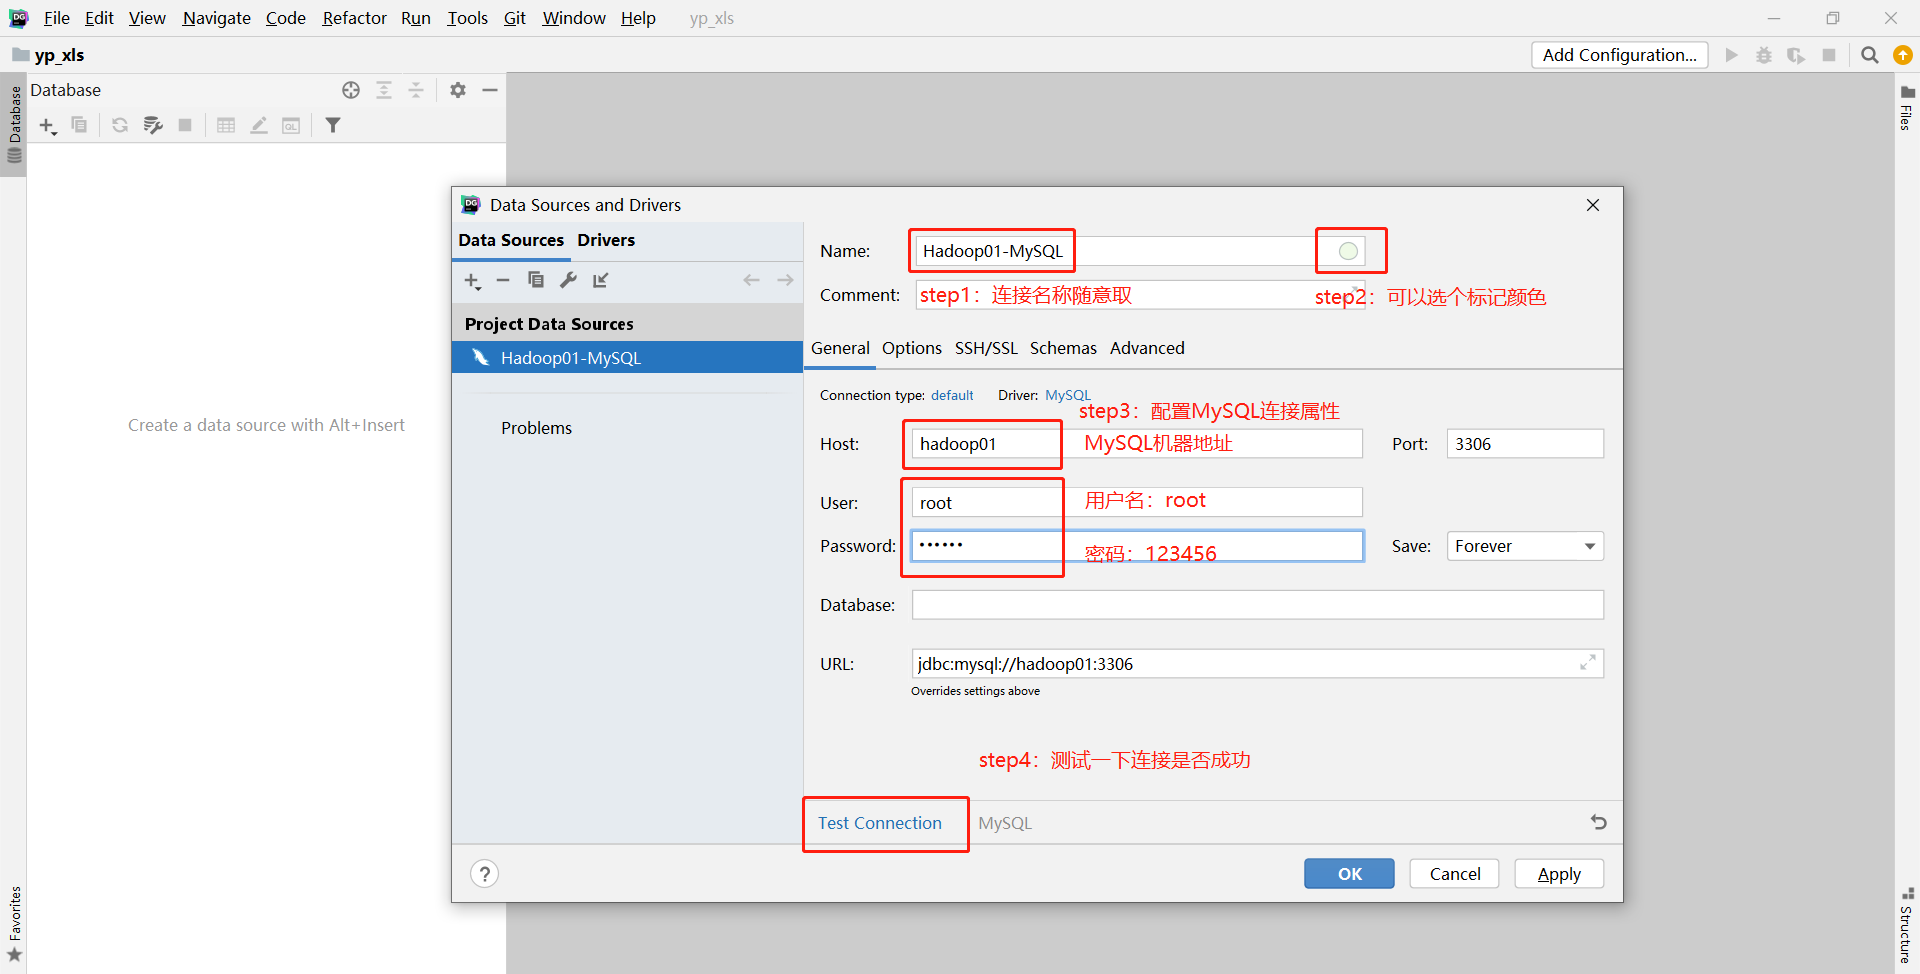 DG File Edit View Navigate Code Refactor Run Tools Git Window Help yp_xls
yp_xls Add Configuration...
Database
Database
QL
Files
Create a data source with Alt+Insert
DG Data Sources and Drivers
Data Sources Drivers
Project Data Sources
Hadoop01-MySQL
Problems
Name: Hadoop01-MySQL
Comment: step1：连接名称随意取 step2：可以选个标记颜色
General Options SSH/SSL Schemas Advanced
Connection type: default Driver: MySQL
step3：配置MySQL连接属性
Host: hadoop01 MySQL机器地址 Port: 3306
User: root 用户名：root
Password: •••••• 密码：123456 Save: Forever
Database:
URL: jdbc:mysql://hadoop01:3306
Overrides settings above
step4：测试一下连接是否成功
Test Connection MySQL
? OK Cancel Apply
Favorites
Structure